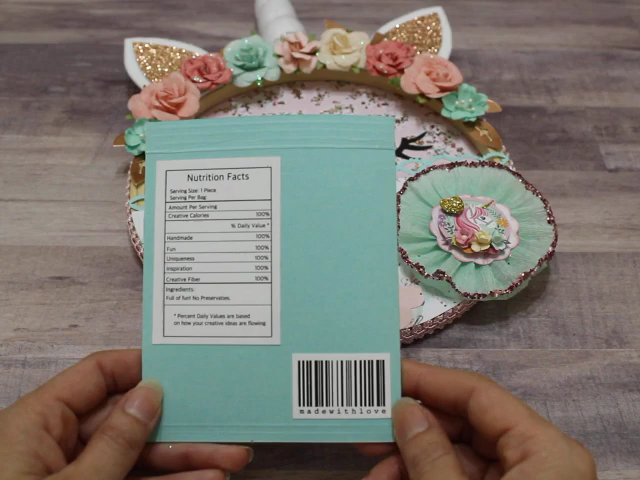 Nutrition Facts
Serving Size: 1 Piece
Serving Per Bag:
Amount Per Serving
Creative Calories 100%
% Daily Value *
Handmade 100%
Fun 100%
Uniqueness 100%
Inspiration 100%
Creative Fiber 100%
Ingredients:
Full of fun! No Preservatives.
* Percent Daily Values are based
on how your creative ideas are flowing
madewithlove